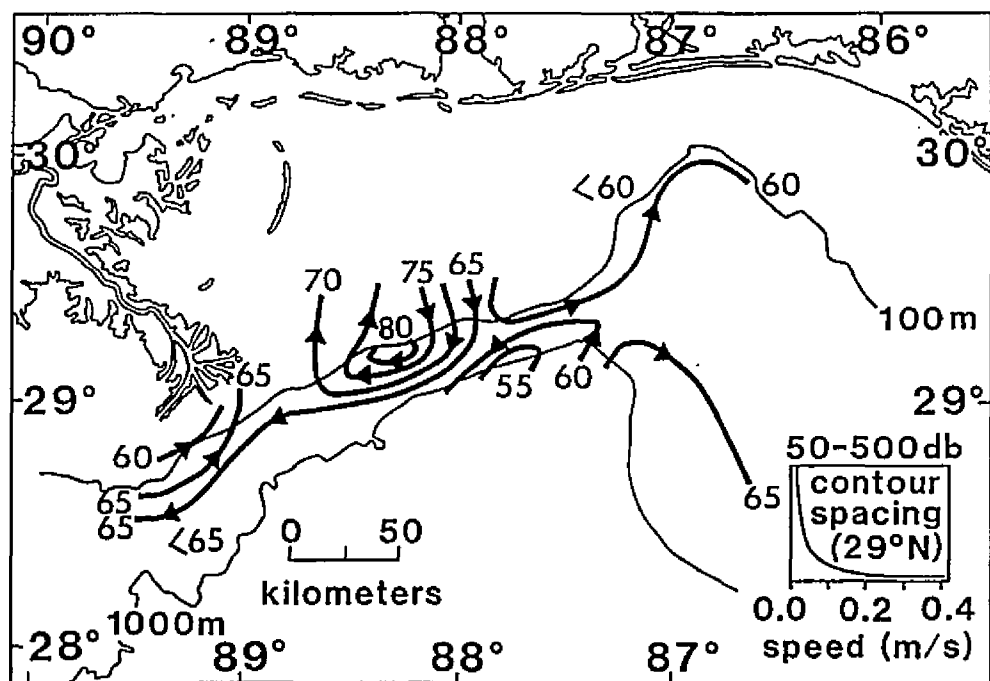 90° 89° 88° 87° 86°
30° 30°
<60 60
70 75 65
80
100m
65
55 60
29° 29°
60
65
65
<65
65
50-500db
contour
spacing
(29°N)
0 50
kilometers
1000m
0.0 0.2 0.4
speed (m/s)
28°
89° 88° 87°